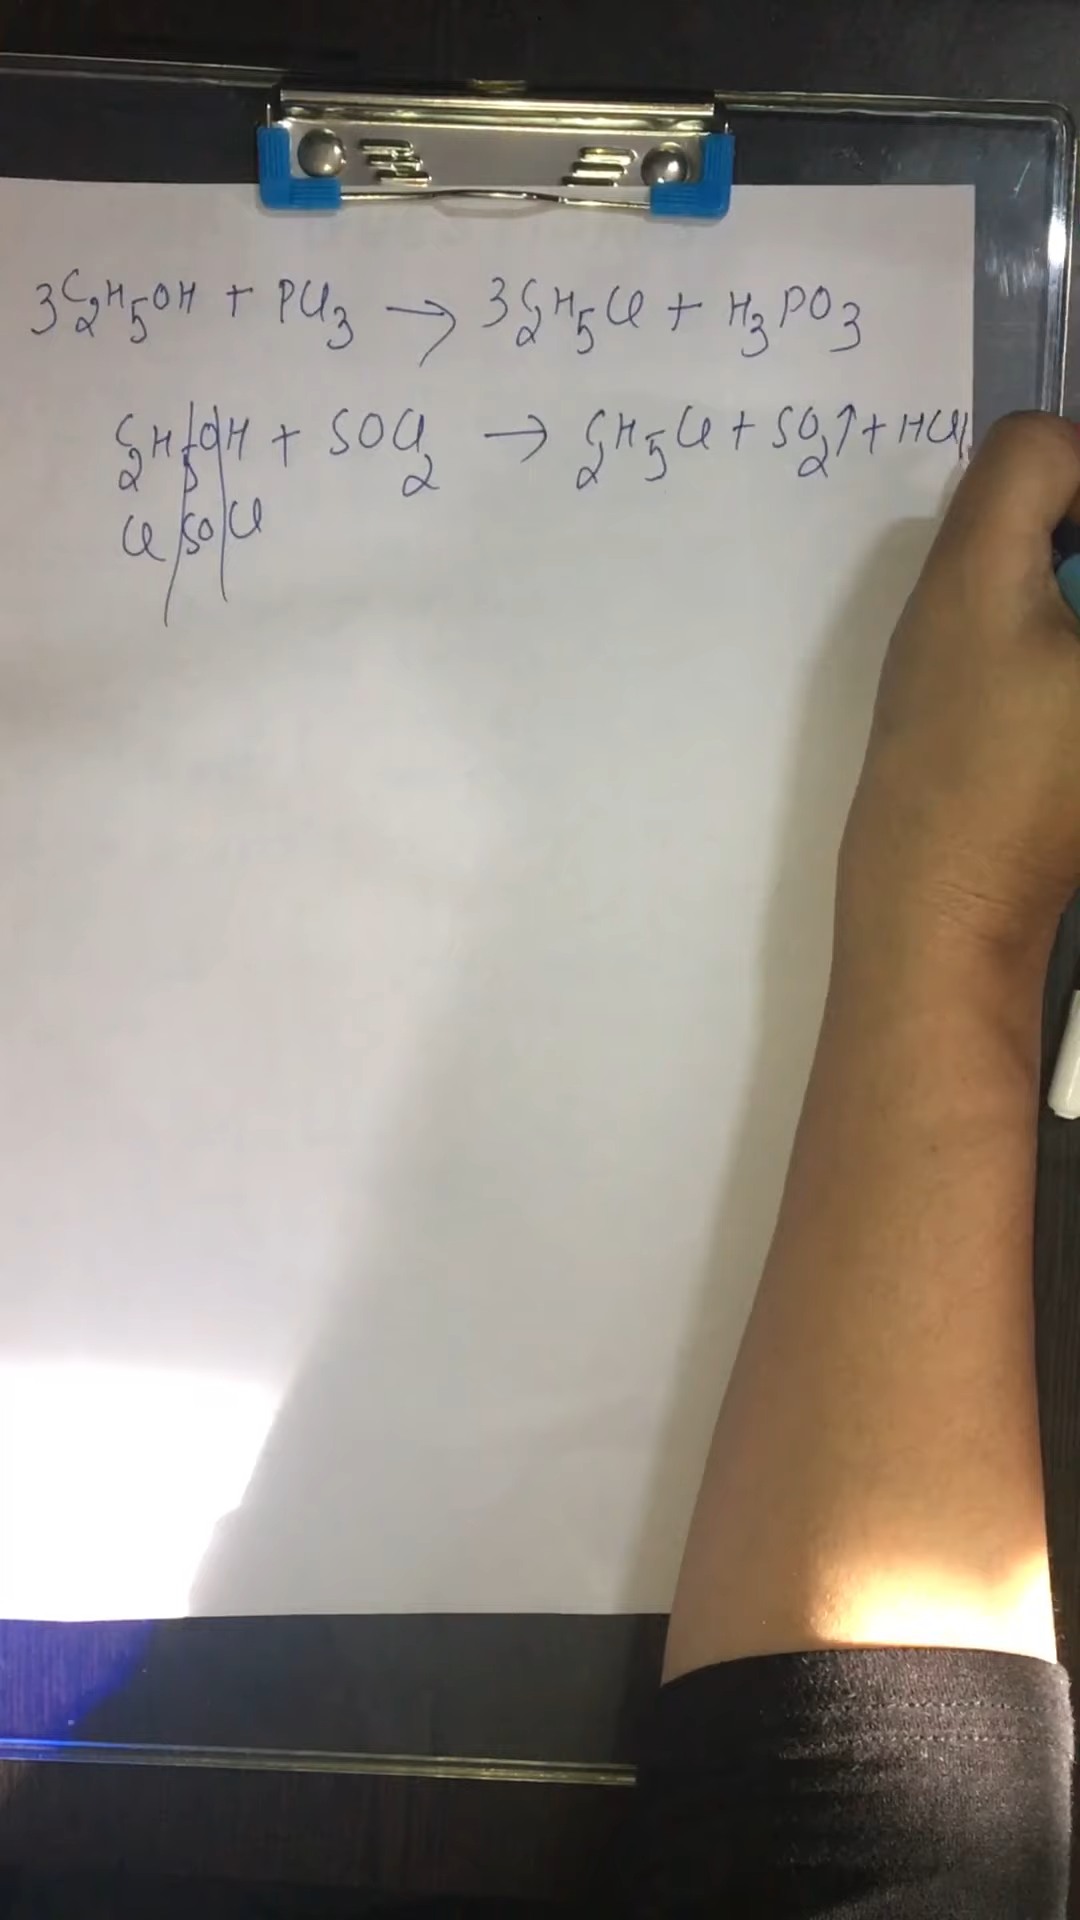 3C2H5OH + PCl3 → 3C2H5Cl + H3PO3
C2H5OH + SOCl2 → C2H5Cl + SO2↑ + HCl
Cl SO Cl